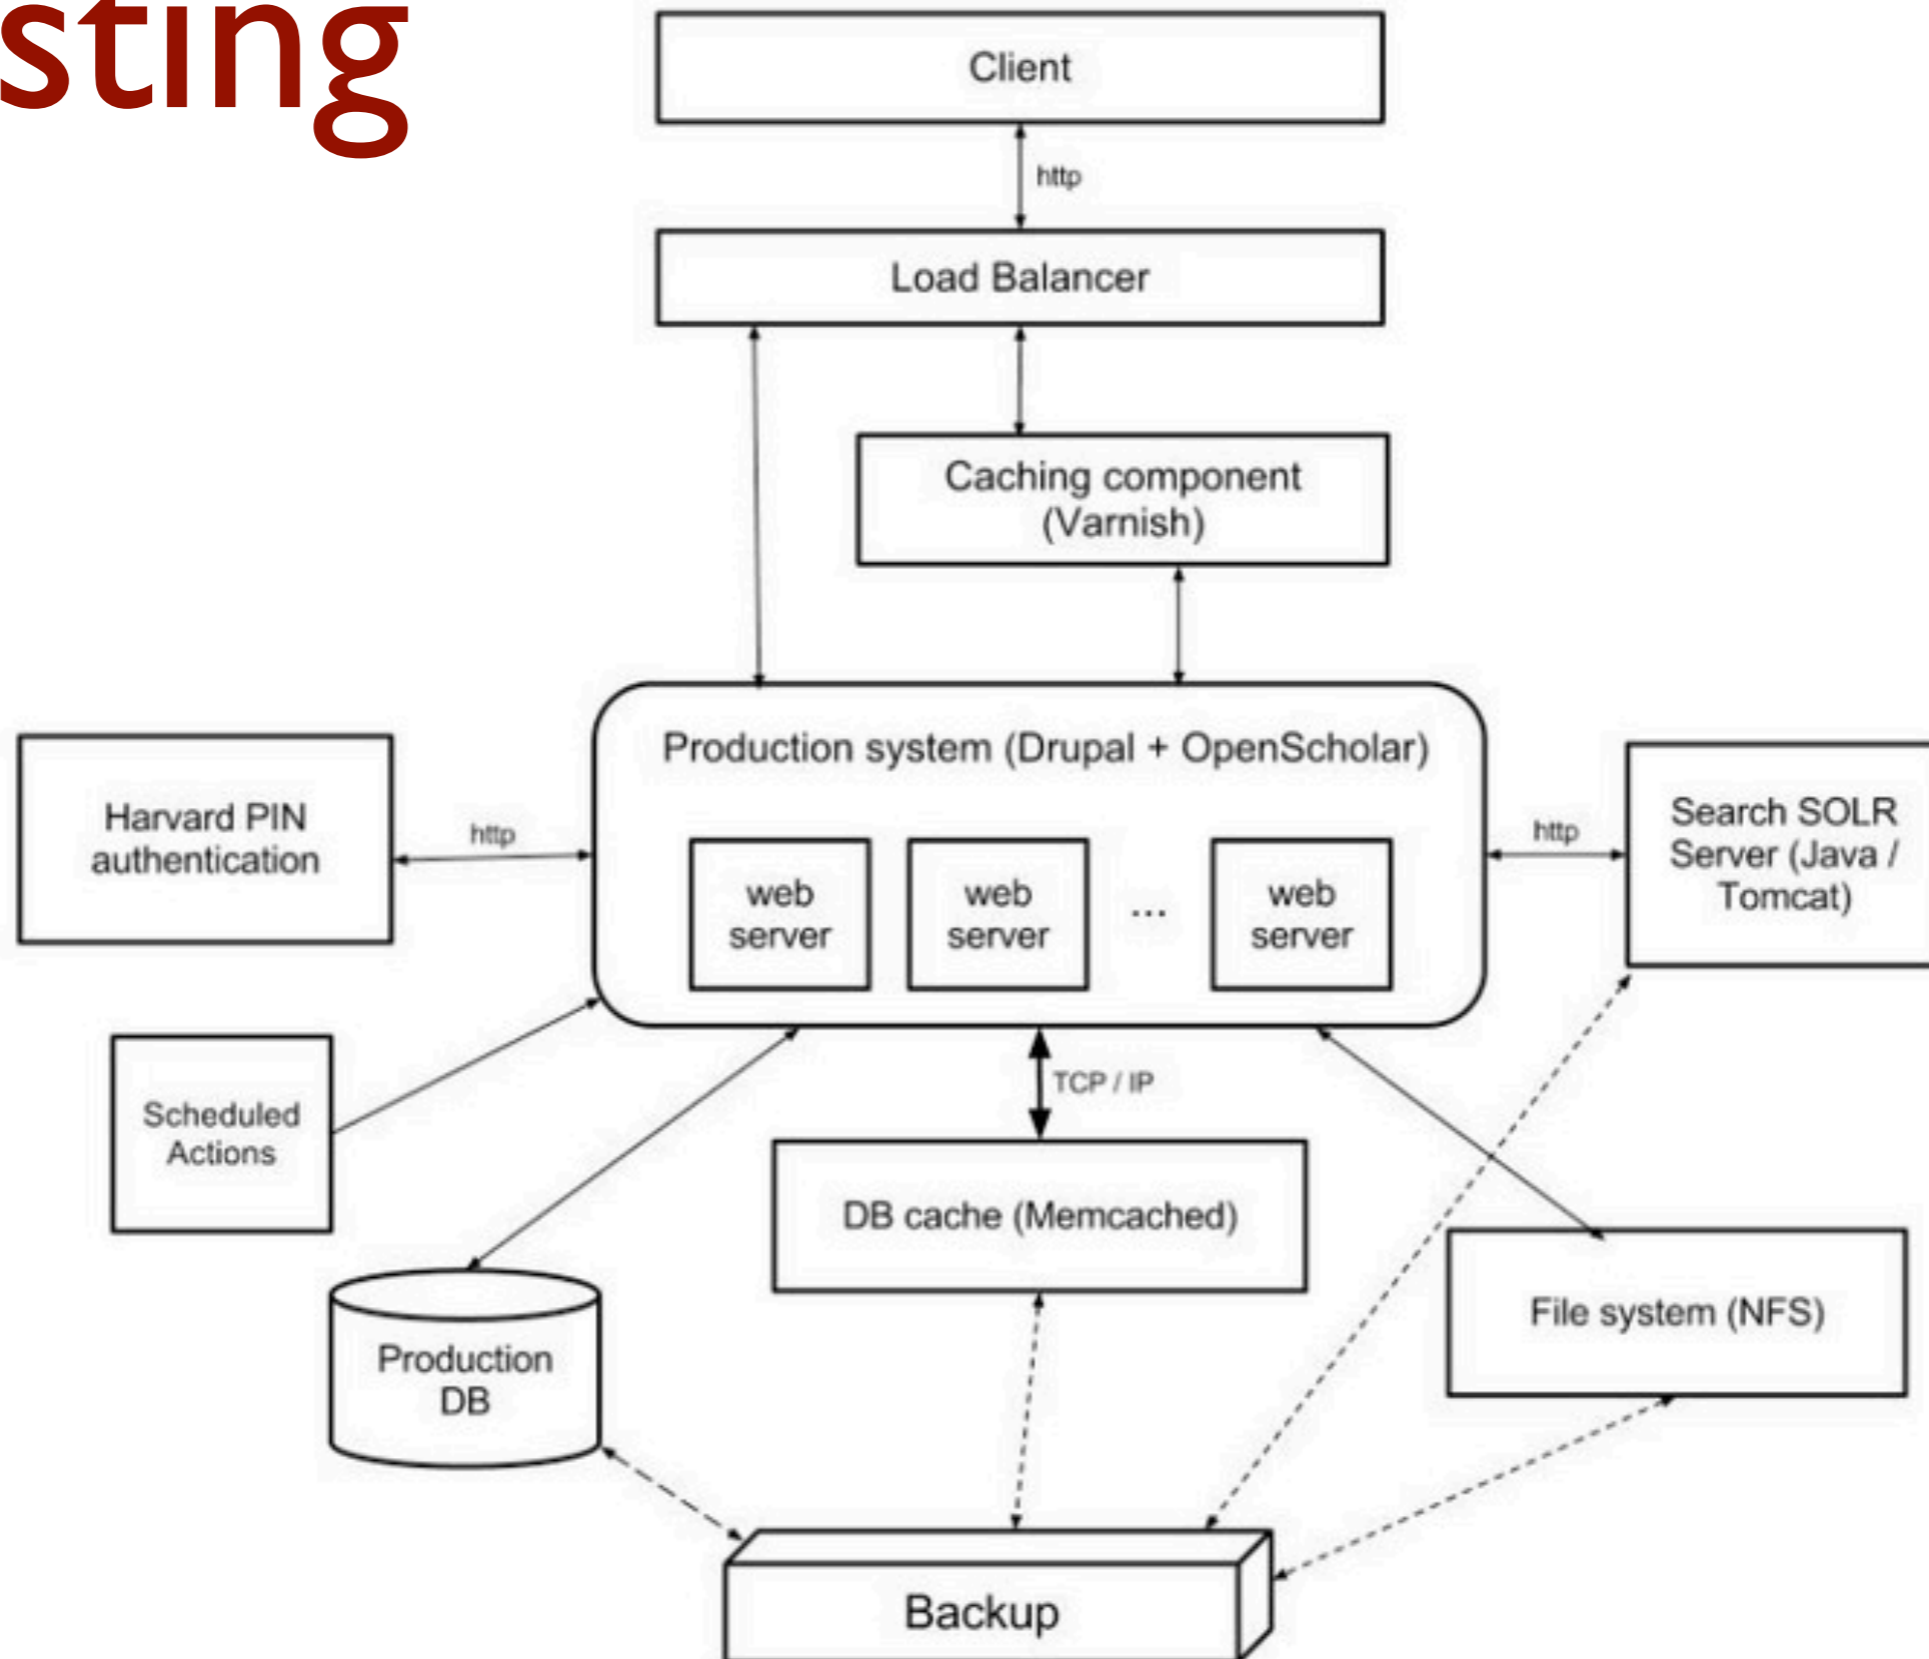 sting
Client
http
Load Balancer
Caching component
(Varnish)
Production system (Drupal + OpenScholar)
Harvard PIN
authentication
http
web
server
web
server
...
web
server
http
Search SOLR
Server (Java /
Tomcat)
Scheduled
Actions
TCP / IP
DB cache (Memcached)
File system (NFS)
Production
DB
Backup